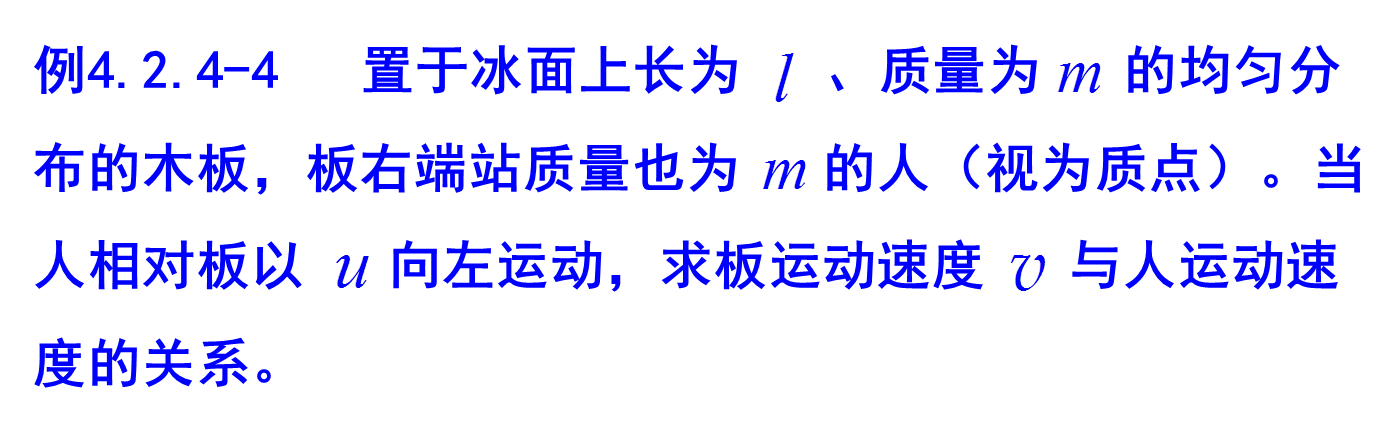 例4.2.4-4 置于冰面上长为 l 、质量为 m 的均匀分
布的木板，板右端站质量也为 m 的人（视为质点）。当
人相对板以 u 向左运动，求板运动速度 v 与人运动速
度的关系。